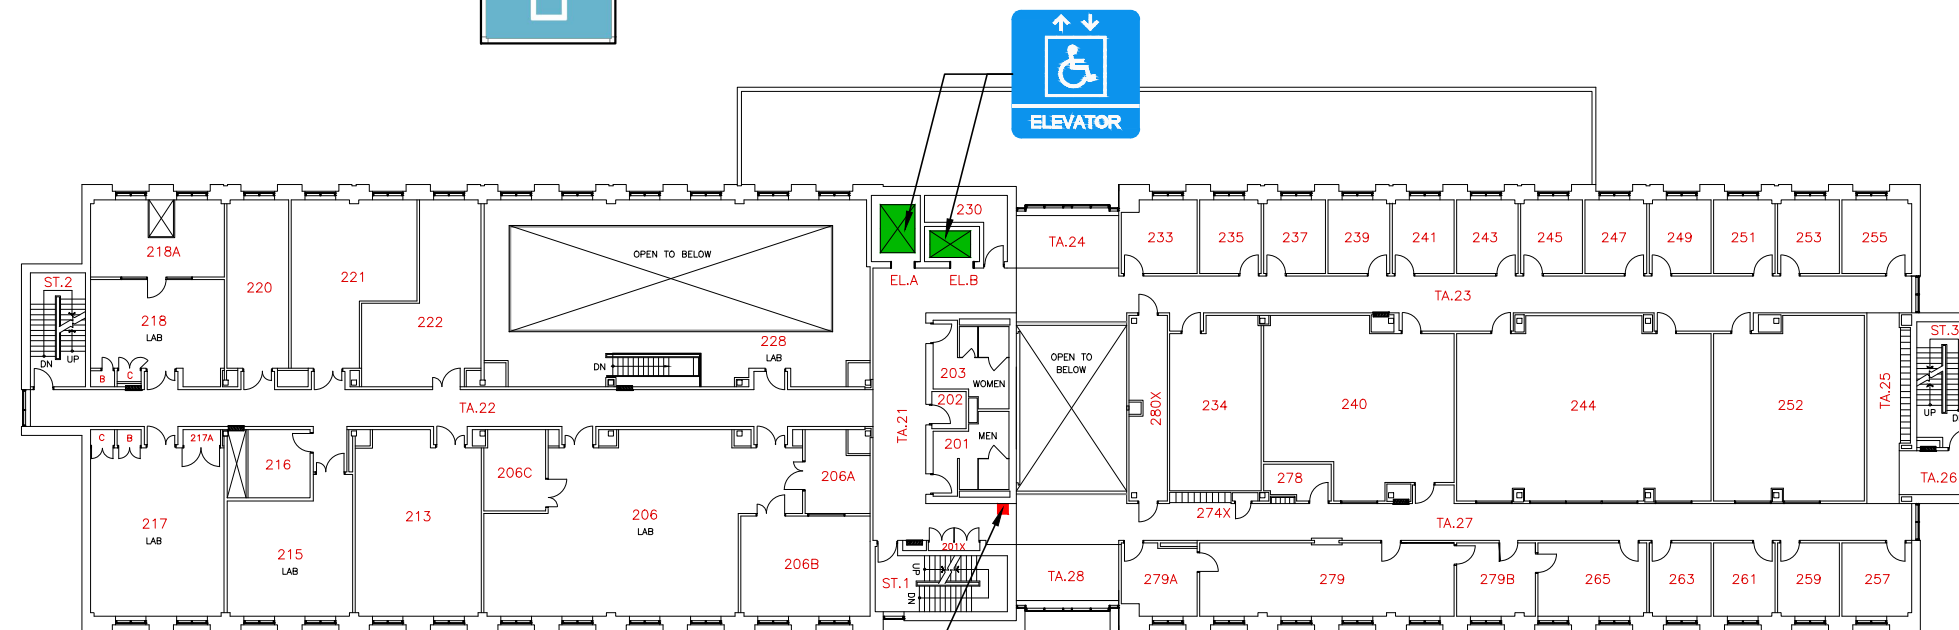 ELEVATOR
230
218A
TA.24
233
235
237
239
241
243
245
247
249
251
253
255
OPEN TO BELOW
ST.2
220
221
EL.A
EL.B
TA.23
218
LAB
222
228
LAB
DN
UP
DN
B
C
203
WOMEN
202
OPEN TO
BELOW
280X
234
240
244
252
TA.25
ST.3
UP
D
TA.22
TA.21
C
B
217A
216
201
MEN
206C
206A
278
TA.26
217
LAB
213
206
LAB
274X
TA.27
215
LAB
206B
201X
ST.1
UP
DN
TA.28
279A
279
279B
265
263
261
259
257